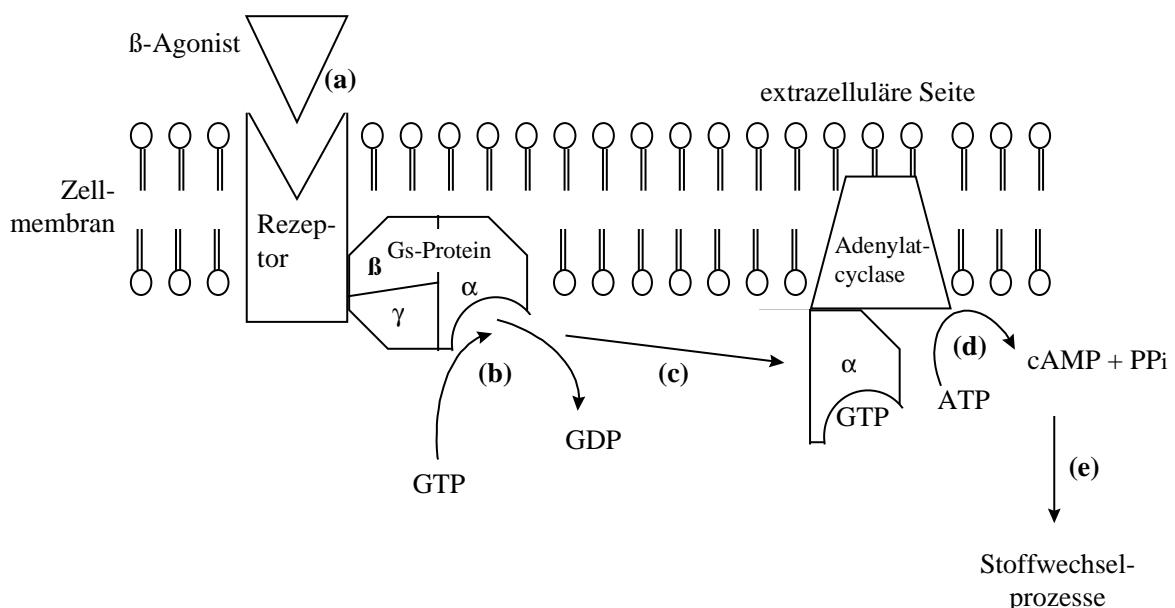 ß-Agonist
(a)
extrazelluläre Seite
Zell-
membran
Rezep-
tor
Gs-Protein
ß
α
γ
Adenylat-
cyclase
(b)
(c)
(d)
α
GTP
ATP
cAMP + PPi
GDP
GTP
(e)
Stoffwechsel-
prozesse